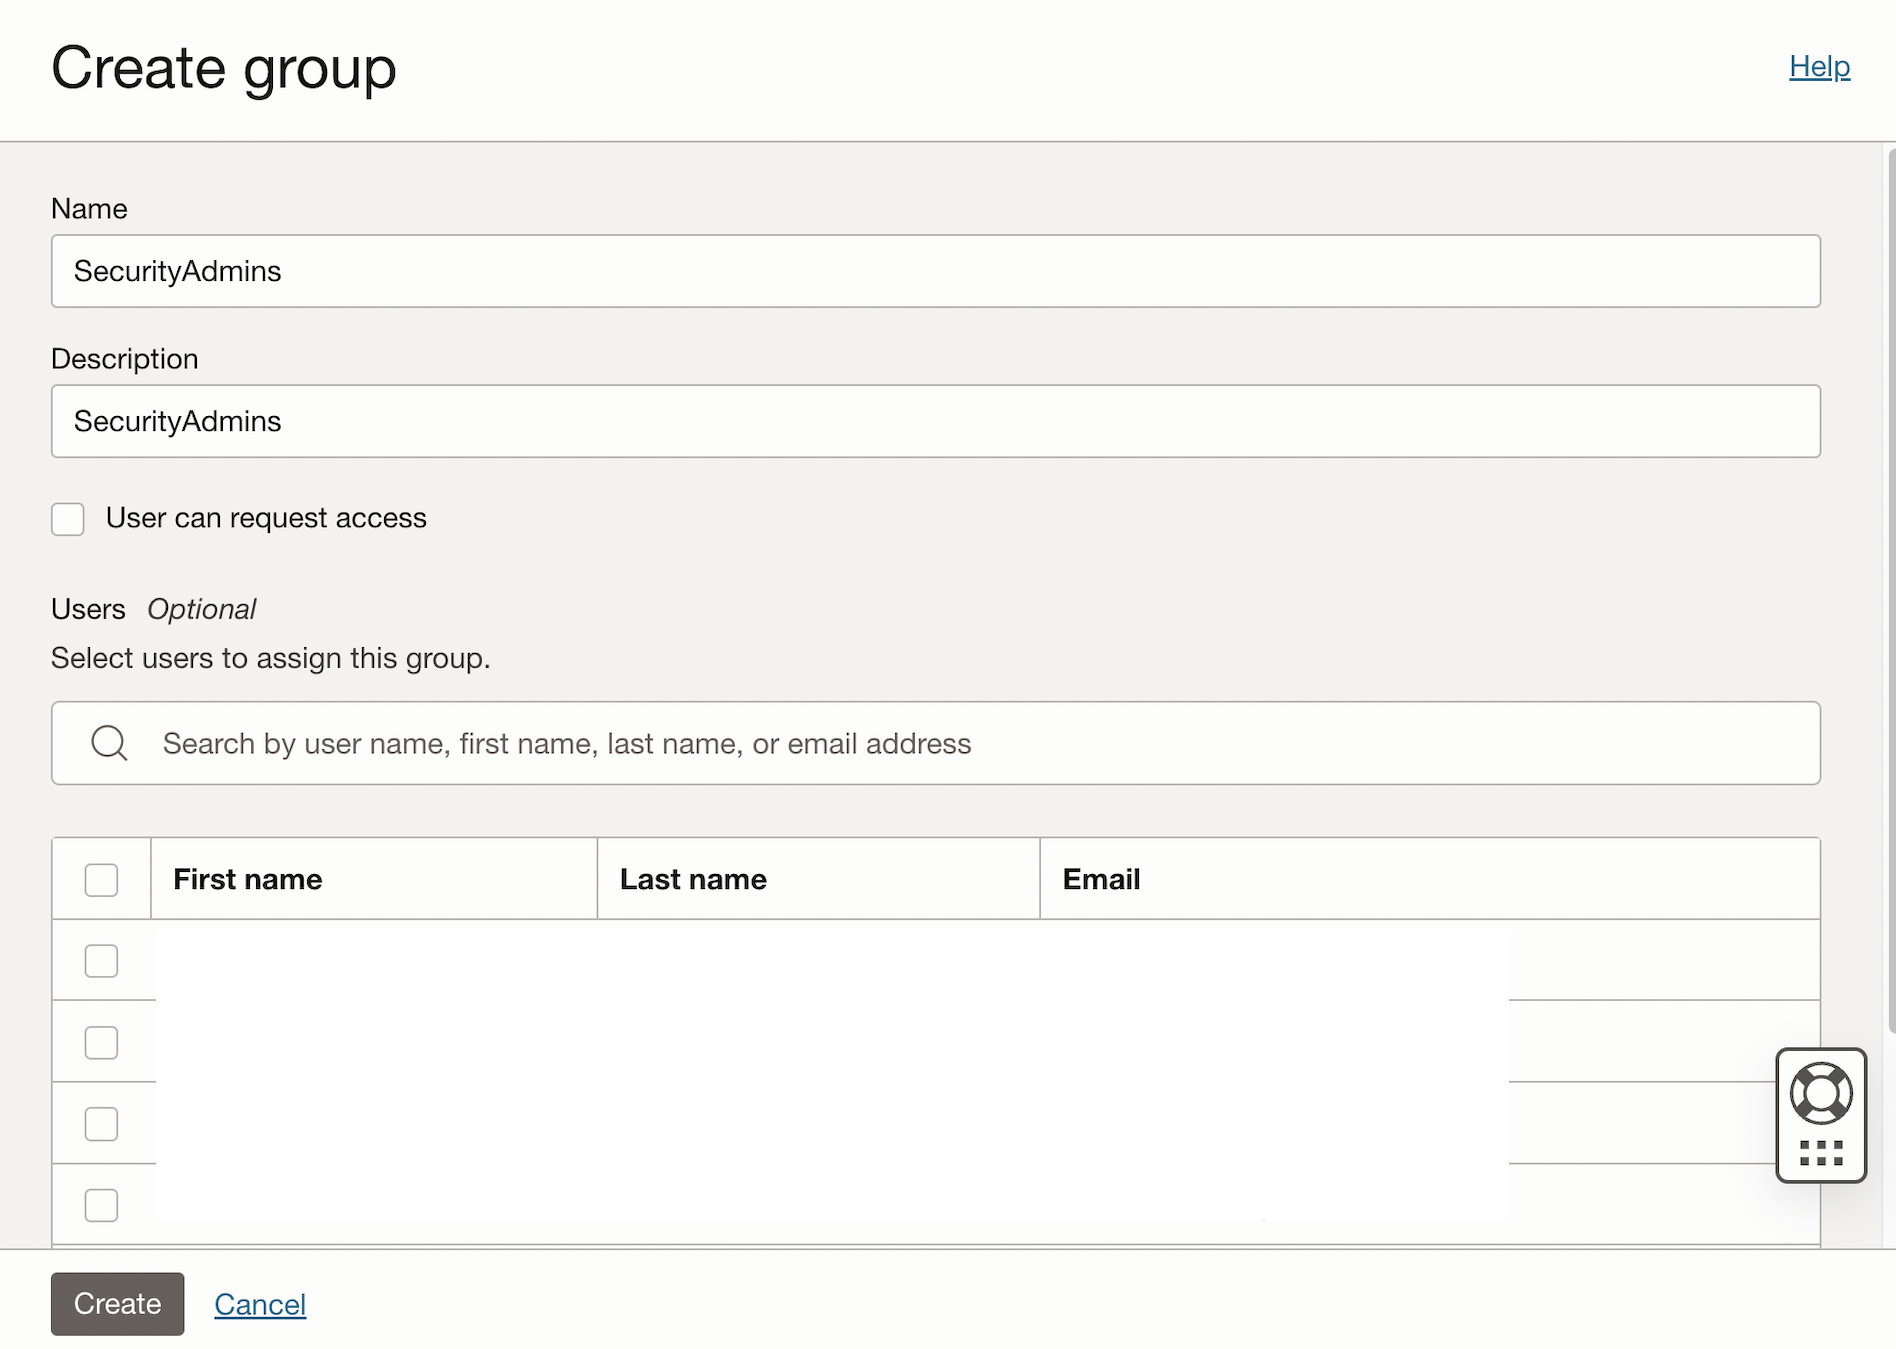 Create group
Help
Name
SecurityAdmins
Description
SecurityAdmins
User can request access
Users Optional
Select users to assign this group.
Search by user name, first name, last name, or email address
First name Last name Email
Create Cancel